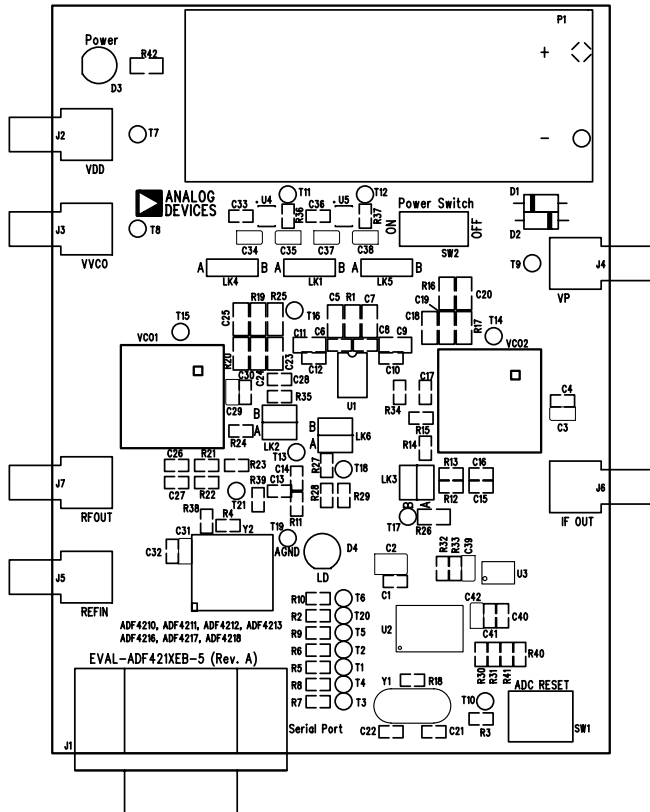 P1
Power
R42
+
D3
J2
T7
-
VDD
ANALOG
DEVICES
T11
T12
C33
U4
R36
C36
U5
R37
Power Switch
ON
OFF
SW2
D1
D2
J3
T8
VVCO
C34
C35
C37
C38
A
B
A
B
A
B
LK4
LK1
LK5
T9
J4
VP
R16
C20
C19
C18
R17
T14
T15
C25
R19
R25
T16
C5
R1
C7
C11
C6
C8
C9
VCO1
R20
C24
C23
C12
C10
VCO2
C28
C30
R35
C29
U1
R34
C17
C4
C3
B
A
LK2
B
A
LK6
R15
R24
R14
T13
C26
R21
R23
C14
R27
T18
LK3
R13
C16
J7
C27
R22
T21
R39
C13
R28
R29
R12
C15
J6
RFOUT
B
A
R11
T17
R26
IF OUT
R38
R4
Y2
T19
AGND
D4
LD
C32
C31
J5
REFIN
C2
C1
R32
R33
C39
U3
R10
T6
R2
T20
R9
T5
R6
T2
R5
T1
R8
T4
R7
T3
U2
C42
C41
C40
ADF4210, ADF4211, ADF4212, ADF4213
ADF4216, ADF4217, ADF4218
EVAL-ADF421XEB-5 (Rev. A)
R30
R31
R41
R40
Y1
R18
T10
ADC RESET
R3
SW1
Serial Port
C22
C21
J1